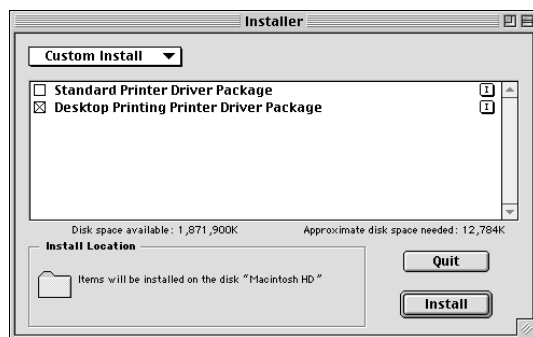 Installer
Custom Install
Standard Printer Driver Package I
Desktop Printing Printer Driver Package I
Disk space available: 1,871,900K Approximate disk space needed: 12,784K
Install Location
Items will be installed on the disk "Macintosh HD"
Quit
Install